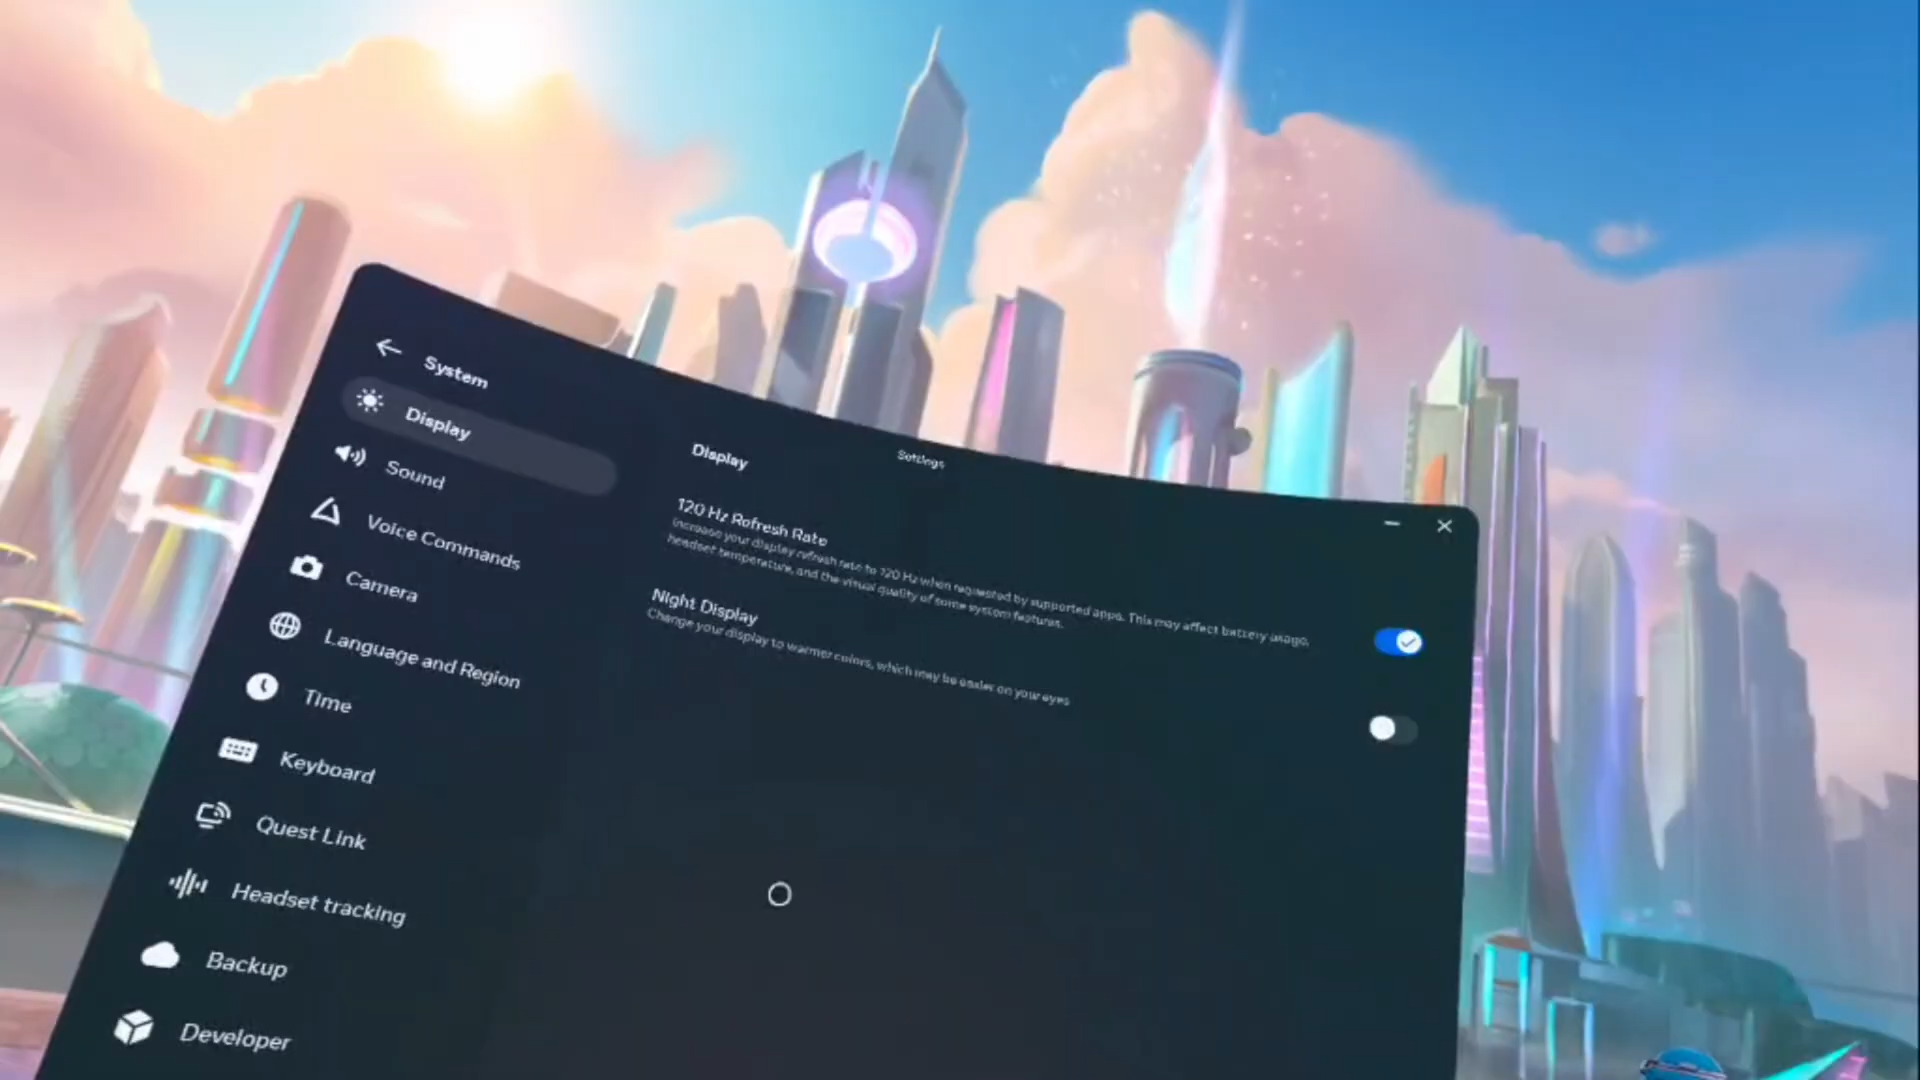 System
Display
Sound
Voice Commands
Camera
Language and Region
Time
Keyboard
Quest Link
Headset tracking
Backup
Developer
Settings
Display
120 Hz Refresh Rate
Increase your display refresh rate to 120 Hz when requested by supported apps. This may affect battery usage,
headset temperature, and the visual quality of some system features.
Night Display
Change your display to warmer colors, which may be easier on your eyes